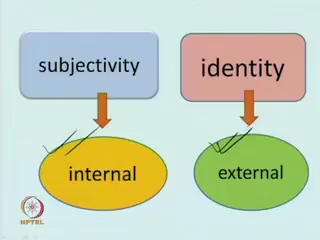 subjectivity
identity
internal
external
NPTEL